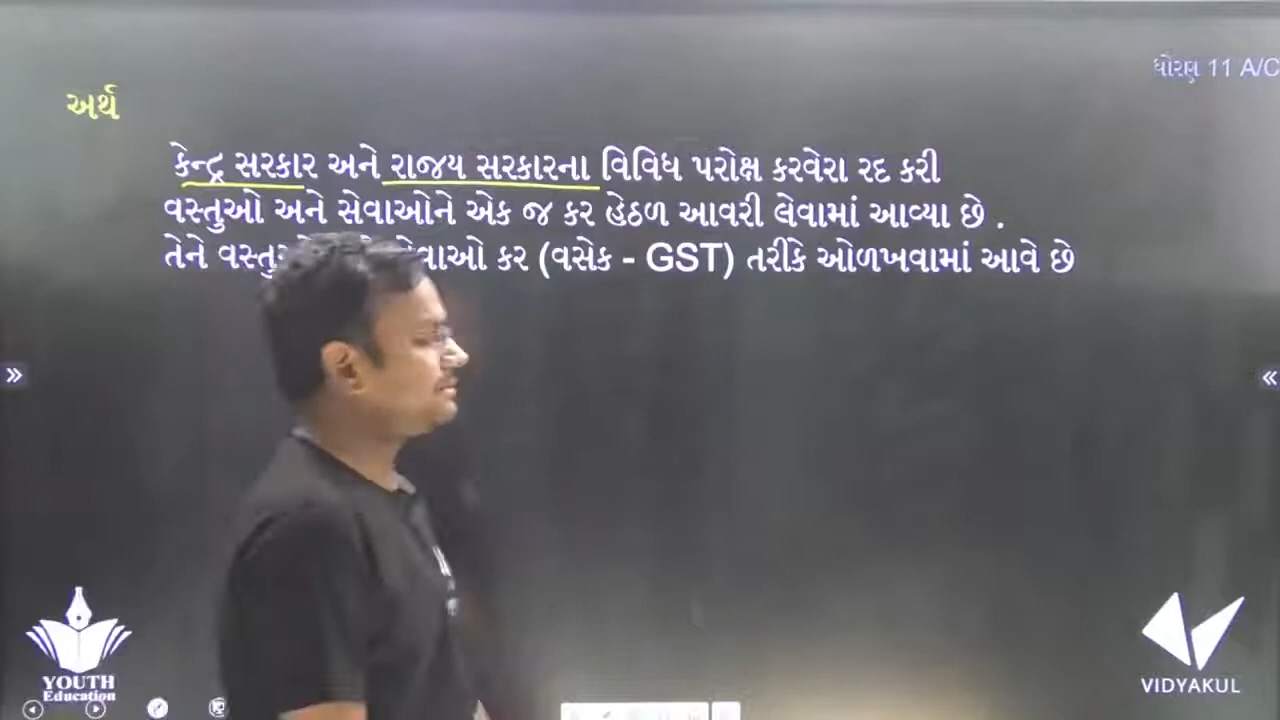 ધોરણ 11 A/C
અર્થ
કેન્દ્ર સરકાર અને રાજય સરકારના વિવિધ પરોક્ષ કરવેરા રદ કરી
વસ્તુઓ અને સેવાઓને એક જ કર હેઠળ આવરી લેવામાં આવ્યા છે .
તેને કર (વસેક - GST) તરીકે ઓળખવામાં આવે છે
YOUTH
Education
VIDYAKUL